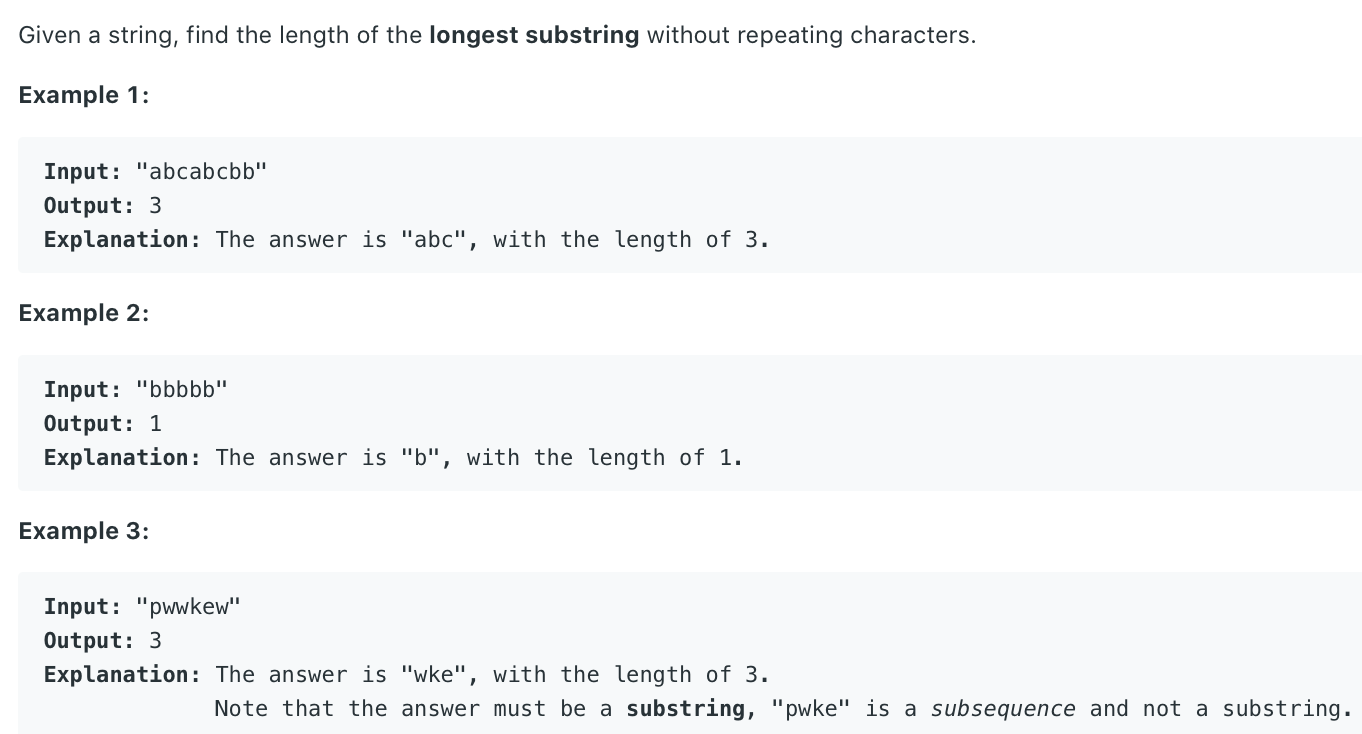 Given a string, find the length of the longest substring without repeating characters.
Example 1:
Input: "abcabcbb"
Output: 3
Explanation: The answer is "abc", with the length of 3.
Example 2:
Input: "bbbbb"
Output: 1
Explanation: The answer is "b", with the length of 1.
Example 3:
Input: "pwwkew"
Output: 3
Explanation: The answer is "wke", with the length of 3.
Note that the answer must be a substring, "pwke" is a subsequence and not a substring.